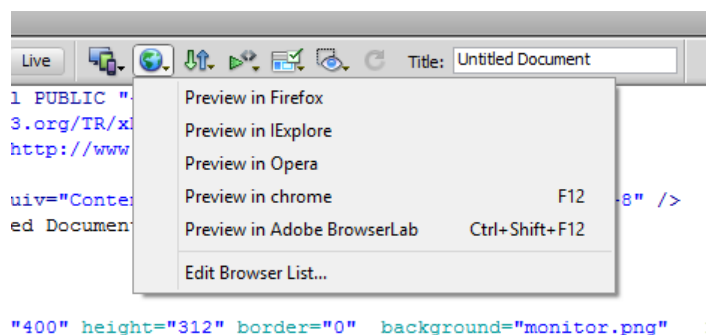 Live Title: Untitled Document
l PUBLIC "-
Preview in Firefox
3.org/TR/xl
Preview in IExplore
http://www
Preview in Opera
Preview in chrome F12
uiv="Conte -8" />
ed Documen
Preview in Adobe BrowserLab Ctrl+Shift+F12
Edit Browser List...
"400" height="312" border="0" background="monitor.png"